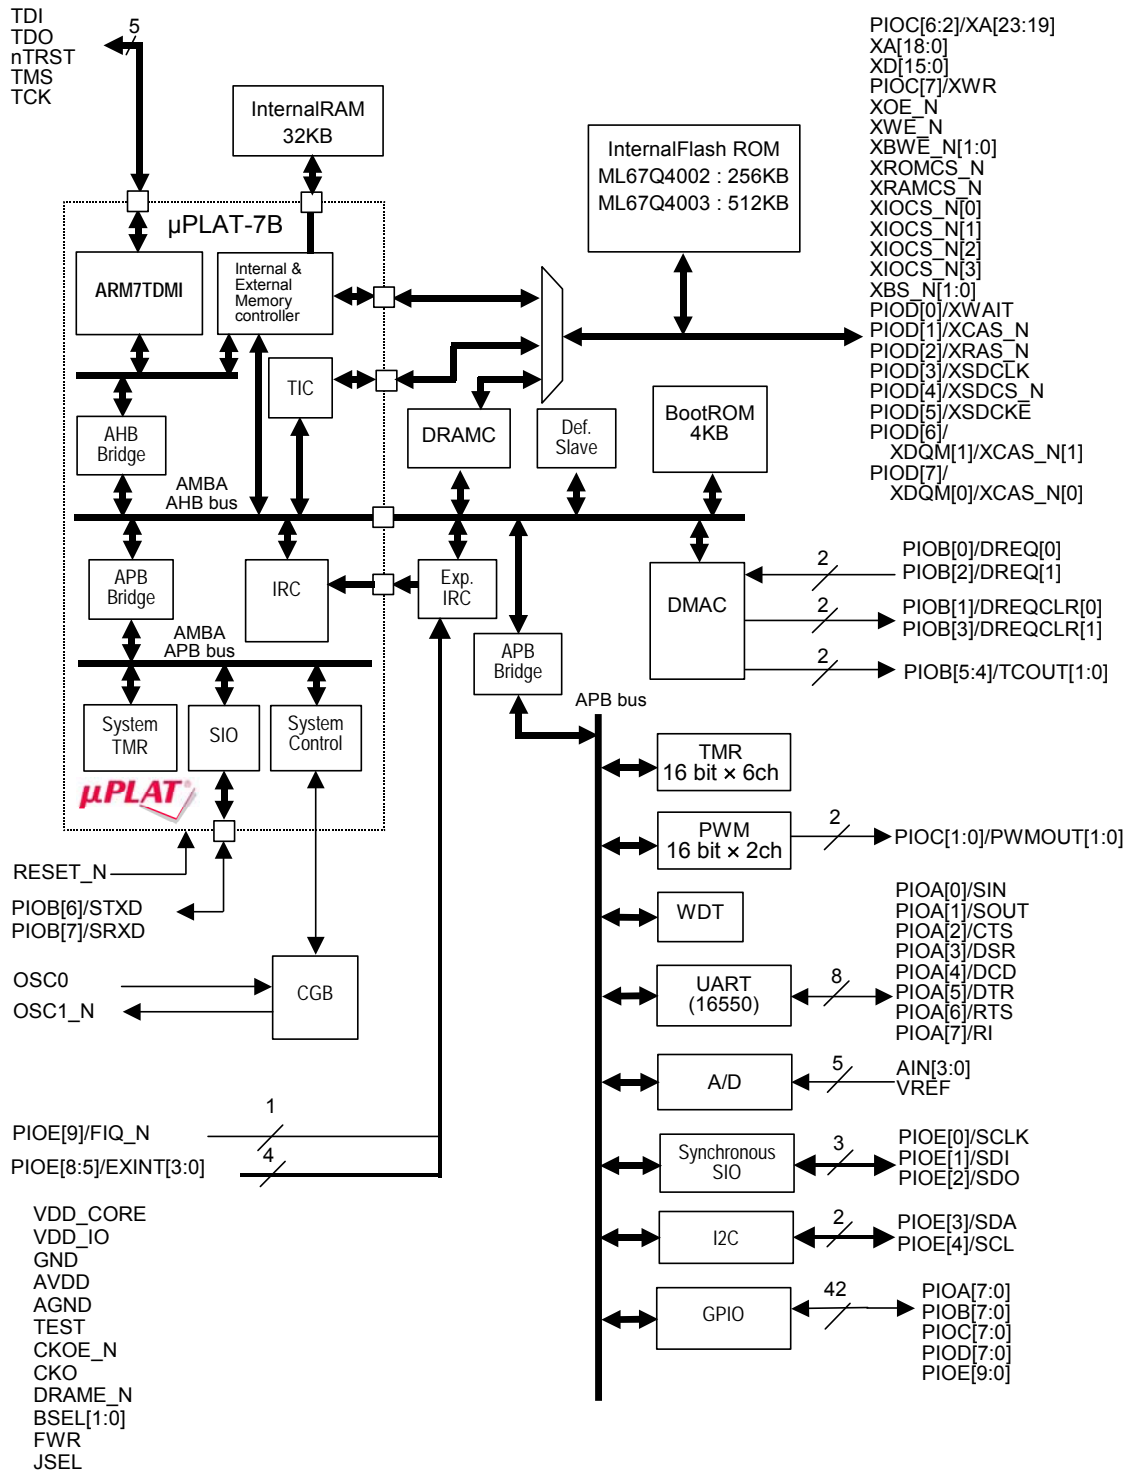 TDI
TDO
nTRST
TMS
TCK
5
InternalRAM
32KB
InternalFlash ROM
ML67Q4002 : 256KB
ML67Q4003 : 512KB
PIOC[6:2]/XA[23:19]
XA[18:0]
XD[15:0]
PIOC[7]/XWR
XOE_N
XWE_N
XBWE_N[1:0]
XROMCS_N
XRAMCS_N
XIOCS_N[0]
XIOCS_N[1]
XIOCS_N[2]
XIOCS_N[3]
XBS_N[1:0]
PIOD[0]/XWAIT
PIOD[1]/XCAS_N
PIOD[2]/XRAS_N
PIOD[3]/XSDCLK
PIOD[4]/XSDCS_N
PIOD[5]/XSDCKE
PIOD[6]/
XDQM[1]/XCAS_N[1]
PIOD[7]/
XDQM[0]/XCAS_N[0]
µPLAT-7B
ARM7TDMI
Internal &
External
Memory
controller
TIC
AHB
Bridge
DRAMC
Def.
Slave
BootROM
4KB
AMBA
AHB bus
APB
Bridge
IRC
Exp.
IRC
DMAC
2
PIOB[0]/DREQ[0]
PIOB[2]/DREQ[1]
2
PIOB[1]/DREQCLR[0]
PIOB[3]/DREQCLR[1]
2
PIOB[5:4]/TCOUT[1:0]
AMBA
APB bus
APB
Bridge
APB bus
System
TMR
SIO
System
Control
µPLAT®
TMR
16 bit × 6ch
PWM
16 bit × 2ch
2
PIOC[1:0]/PWMOUT[1:0]
RESET_N
PIOB[6]/STXD
PIOB[7]/SRXD
WDT
OSC0
OSC1_N
CGB
UART
(16550)
8
PIOA[0]/SIN
PIOA[1]/SOUT
PIOA[2]/CTS
PIOA[3]/DSR
PIOA[4]/DCD
PIOA[5]/DTR
PIOA[6]/RTS
PIOA[7]/RI
A/D
5
AIN[3:0]
VREF
1
PIOE[9]/FIQ_N
4
PIOE[8:5]/EXINT[3:0]
Synchronous
SIO
3
PIOE[0]/SCLK
PIOE[1]/SDI
PIOE[2]/SDO
I2C
2
PIOE[3]/SDA
PIOE[4]/SCL
GPIO
42
PIOA[7:0]
PIOB[7:0]
PIOC[7:0]
PIOD[7:0]
PIOE[9:0]
VDD_CORE
VDD_IO
GND
AVDD
AGND
TEST
CKOE_N
CKO
DRAME_N
BSEL[1:0]
FWR
JSEL